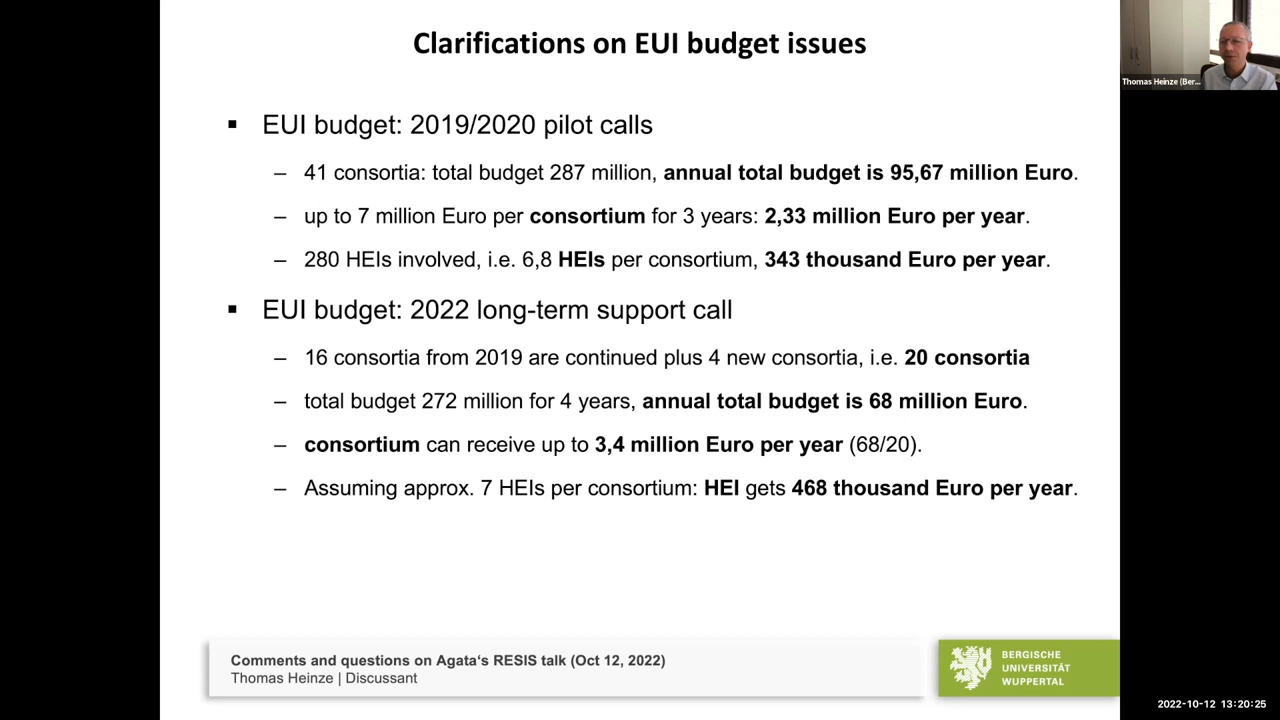 Clarifications on EUI budget issues
Thomas Heinze (Ber...
▪ EUI budget: 2019/2020 pilot calls
– 41 consortia: total budget 287 million, annual total budget is 95,67 million Euro.
– up to 7 million Euro per consortium for 3 years: 2,33 million Euro per year.
– 280 HEIs involved, i.e. 6,8 HEIs per consortium, 343 thousand Euro per year.
▪ EUI budget: 2022 long-term support call
– 16 consortia from 2019 are continued plus 4 new consortia, i.e. 20 consortia
– total budget 272 million for 4 years, annual total budget is 68 million Euro.
– consortium can receive up to 3,4 million Euro per year (68/20).
– Assuming approx. 7 HEIs per consortium: HEI gets 468 thousand Euro per year.
Comments and questions on Agata‘s RESIS talk (Oct 12, 2022)
Thomas Heinze | Discussant
BERGISCHE
UNIVERSITÄT
WUPPERTAL
2022-10-12 13:20:25